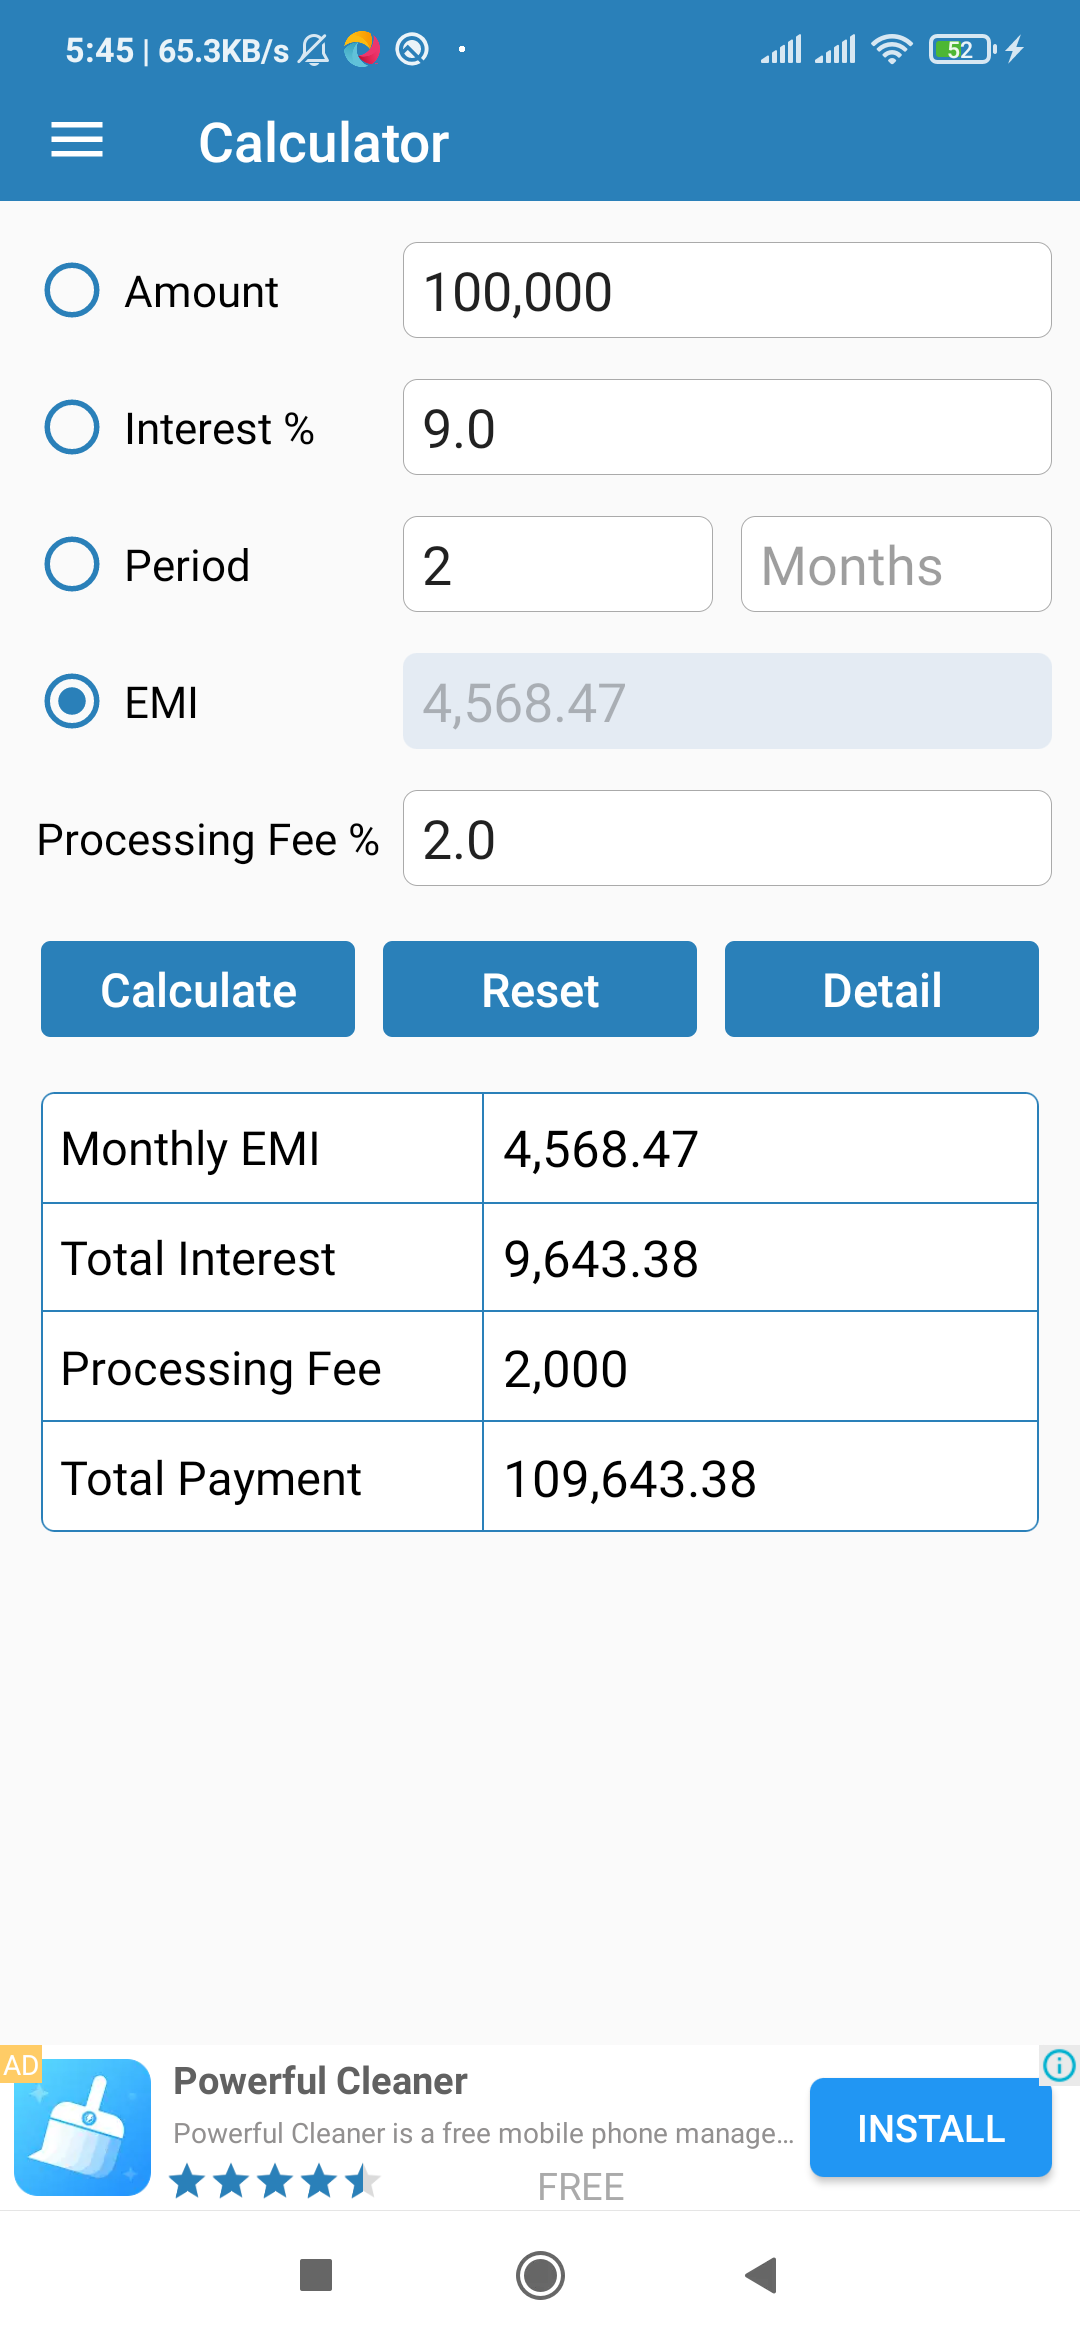 5:45 | 65.3KB/s 52
Calculator
Amount 100,000
Interest % 9.0
Period 2 Months
EMI 4,568.47
Processing Fee % 2.0
Calculate Reset Detail
Monthly EMI 4,568.47
Total Interest 9,643.38
Processing Fee 2,000
Total Payment 109,643.38
AD
Powerful Cleaner
Powerful Cleaner is a free mobile phone manage...
INSTALL
FREE